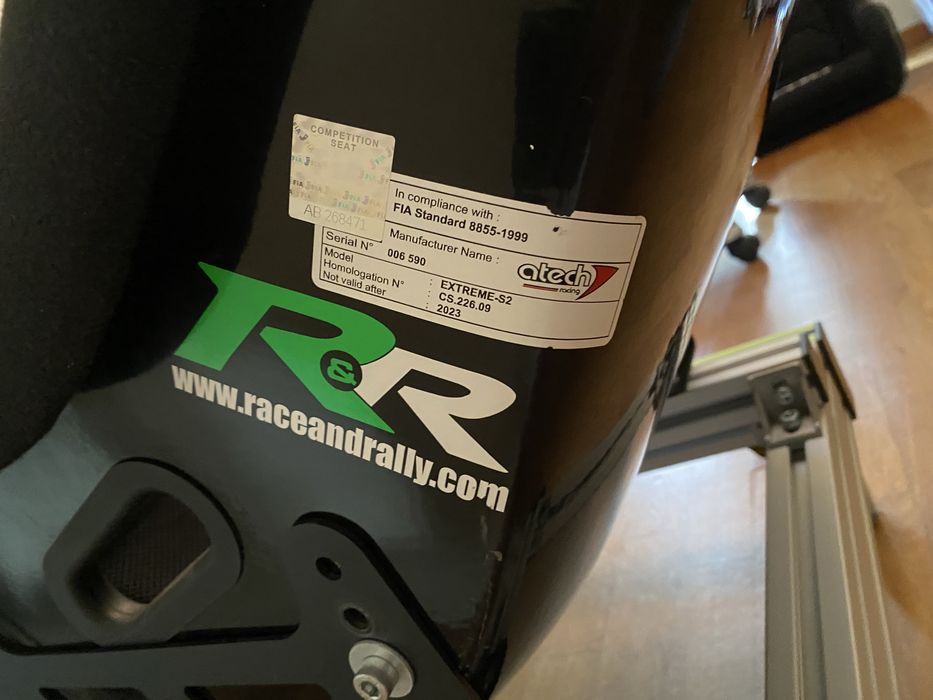 COMPETITION
SEAT
AB 268471
In compliance with :
FIA Standard 8855-1999
Manufacturer Name :
atech
racing
Serial N° 006 590
Model : EXTREME-S2
Homologation N° : CS.226.09
Not valid after : 2023
R&R
www.raceandrally.com